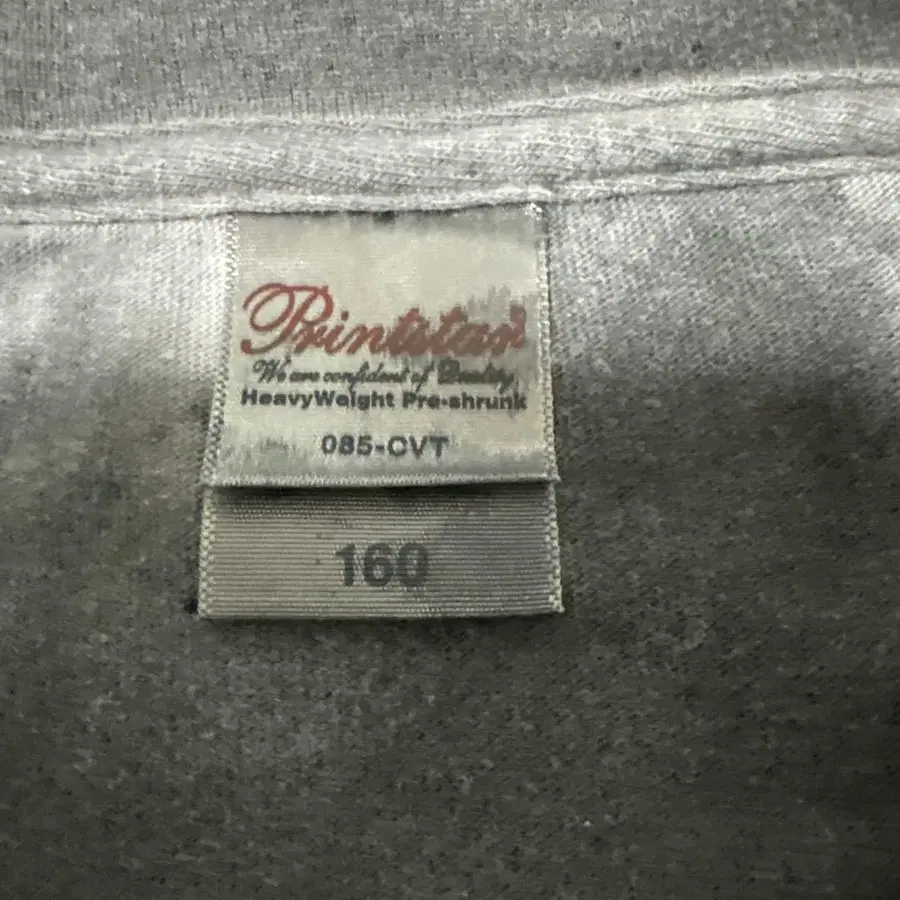 Printstar
We are confident of Quality
HeavyWeight Pre-shrunk
085-CVT
160